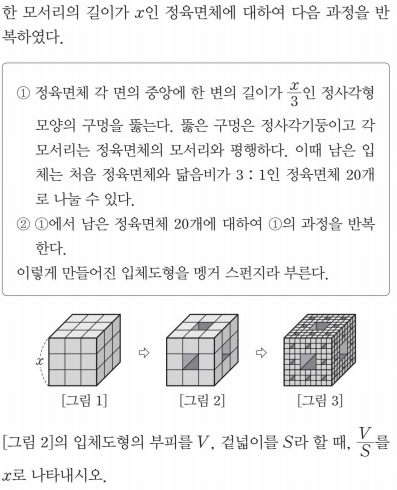 한 모서리의 길이가 x인 정육면체에 대하여 다음 과정을 반
복하였다.
① 정육면체 각 면의 중앙에 한 변의 길이가 x/3인 정사각형
모양의 구멍을 뚫는다. 뚫은 구멍은 정사각기둥이고 각
모서리는 정육면체의 모서리와 평행하다. 이때 남은 입
체는 처음 정육면체와 닮음비가 3 : 1인 정육면체 20개
로 나눌 수 있다.
② ①에서 남은 정육면체 20개에 대하여 ①의 과정을 반복
한다.
이렇게 만들어진 입체도형을 멩거 스펀지라 부른다.
x
⇨
⇨
[그림 1]
[그림 2]
[그림 3]
[그림 2]의 입체도형의 부피를 V, 겉넓이를 S라 할 때, V/S를
x로 나타내시오.